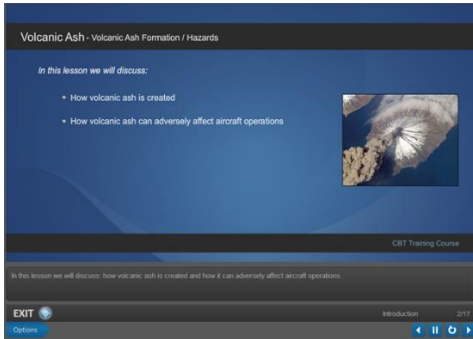 Volcanic Ash - Volcanic Ash Formation / Hazards
In this lesson we will discuss:
• How volcanic ash is created
• How volcanic ash can adversely affect aircraft operations
CBT Training Course
In this lesson we will discuss: how volcanic ash is created and how it can adversely affect aircraft operations.
EXIT
Introduction 2/17
Options